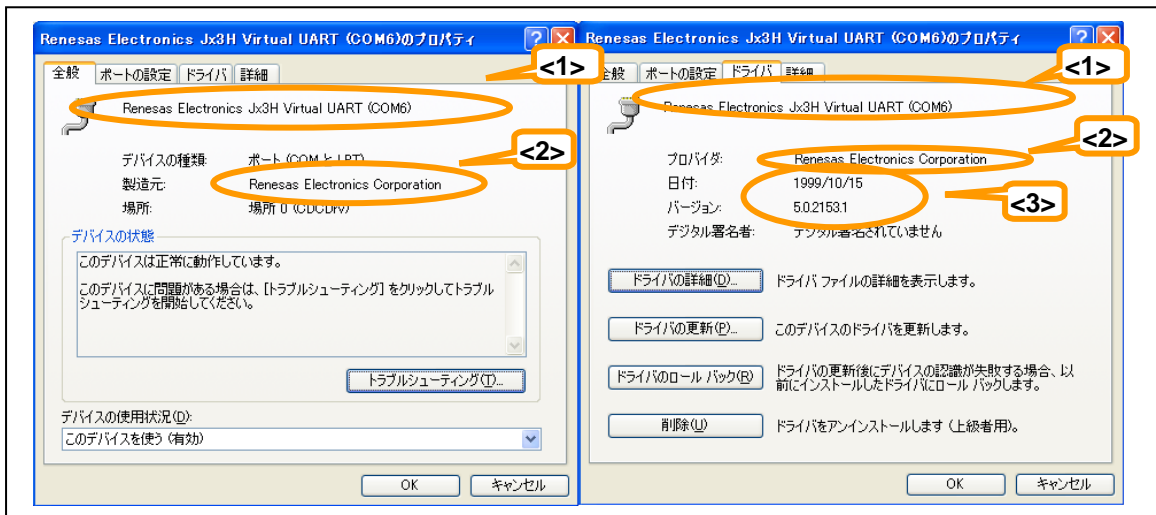 Renesas Electronics Jx3H Virtual UART (COM6)のプロパティ
全般 ポートの設定 ドライバ 詳細
<1>
Renesas Electronics Jx3H Virtual UART (COM6)
<2>
デバイスの種類: ポート (COM と LPT)
製造元: Renesas Electronics Corporation
場所: 場所 0 (CDCDrv)
デバイスの状態
このデバイスは正常に動作しています。
このデバイスに問題がある場合は、[トラブルシューティング] をクリックしてトラブル
シューティングを開始してください。
トラブルシューティング(T)...
デバイスの使用状況(D):
このデバイスを使う (有効)
OK キャンセル
Renesas Electronics Jx3H Virtual UART (COM6)のプロパティ
全般 ポートの設定 ドライバ 詳細
<1>
Renesas Electronics Jx3H Virtual UART (COM6)
<2>
プロバイダ: Renesas Electronics Corporation
日付: 1999/10/15
バージョン: 5.0.2153.1
<3>
デジタル署名者: デジタル署名されていません
ドライバの詳細(D)... ドライバ ファイルの詳細を表示します。
ドライバの更新(P)... このデバイスのドライバを更新します。
ドライバのロール バック(R) ドライバの更新後にデバイスの認識が失敗する場合、以
前にインストールしたドライバにロール バックします。
削除(U) ドライバをアンインストールします (上級者用)。
OK キャンセル